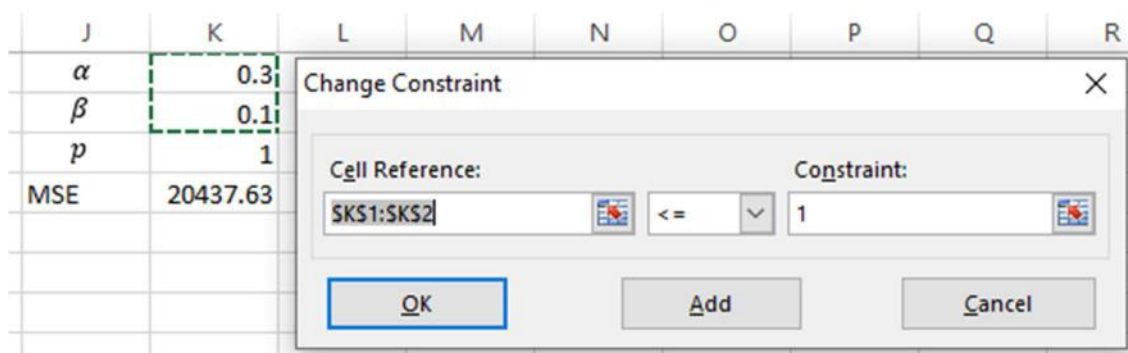 J K L M N O P Q R
α 0.3
β 0.1
p 1
MSE 20437.63
Change Constraint
Cell Reference: Constraint:
$K$1:$K$2 <= 1
OK Add Cancel